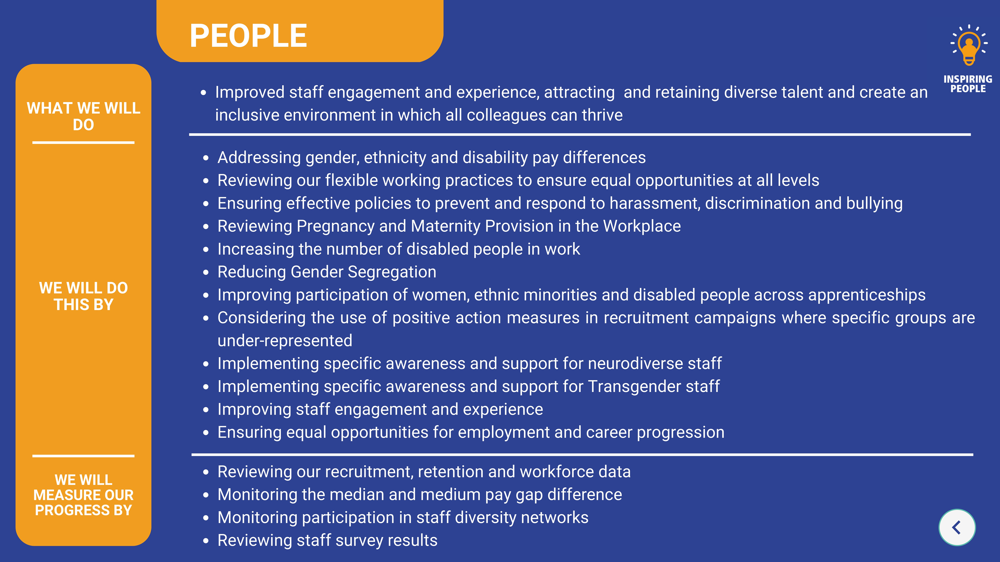 PEOPLE
INSPIRING
PEOPLE
WHAT WE WILL
DO
• Improved staff engagement and experience, attracting  and retaining diverse talent and create an
inclusive environment in which all colleagues can thrive
WE WILL DO
THIS BY
• Addressing gender, ethnicity and disability pay differences
• Reviewing our flexible working practices to ensure equal opportunities at all levels
• Ensuring effective policies to prevent and respond to harassment, discrimination and bullying
• Reviewing Pregnancy and Maternity Provision in the Workplace
• Increasing the number of disabled people in work
• Reducing Gender Segregation
• Improving participation of women, ethnic minorities and disabled people across apprenticeships
• Considering the use of positive action measures in recruitment campaigns where specific groups are
under-represented
• Implementing specific awareness and support for neurodiverse staff
• Implementing specific awareness and support for Transgender staff
• Improving staff engagement and experience
• Ensuring equal opportunities for employment and career progression
WE WILL
MEASURE OUR
PROGRESS BY
• Reviewing our recruitment, retention and workforce data
• Monitoring the median and medium pay gap difference
• Monitoring participation in staff diversity networks
• Reviewing staff survey results